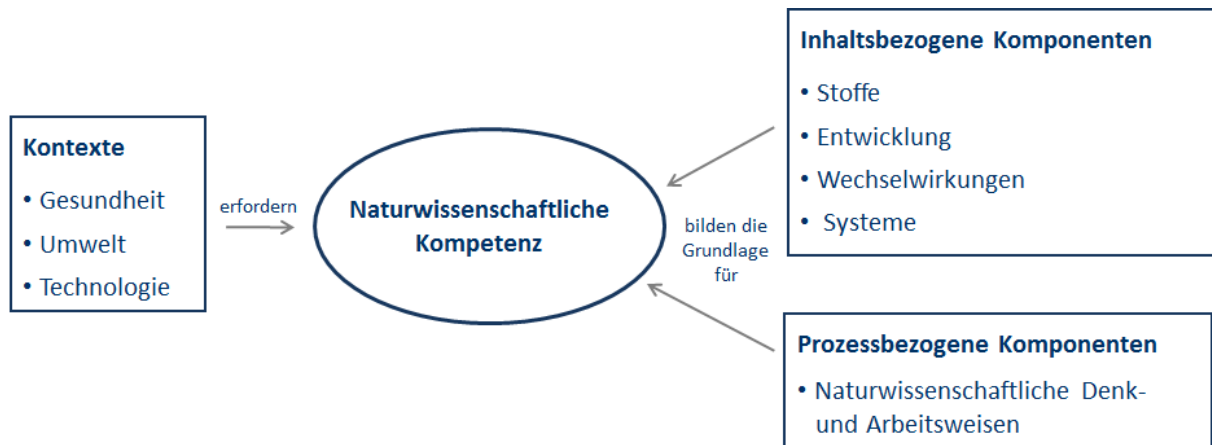 Kontexte
• Gesundheit
• Umwelt
• Technologie
erfordern
Naturwissenschaftliche
Kompetenz
bilden die
Grundlage
für
Inhaltsbezogene Komponenten
• Stoffe
• Entwicklung
• Wechselwirkungen
• Systeme
Prozessbezogene Komponenten
• Naturwissenschaftliche Denk-
und Arbeitsweisen